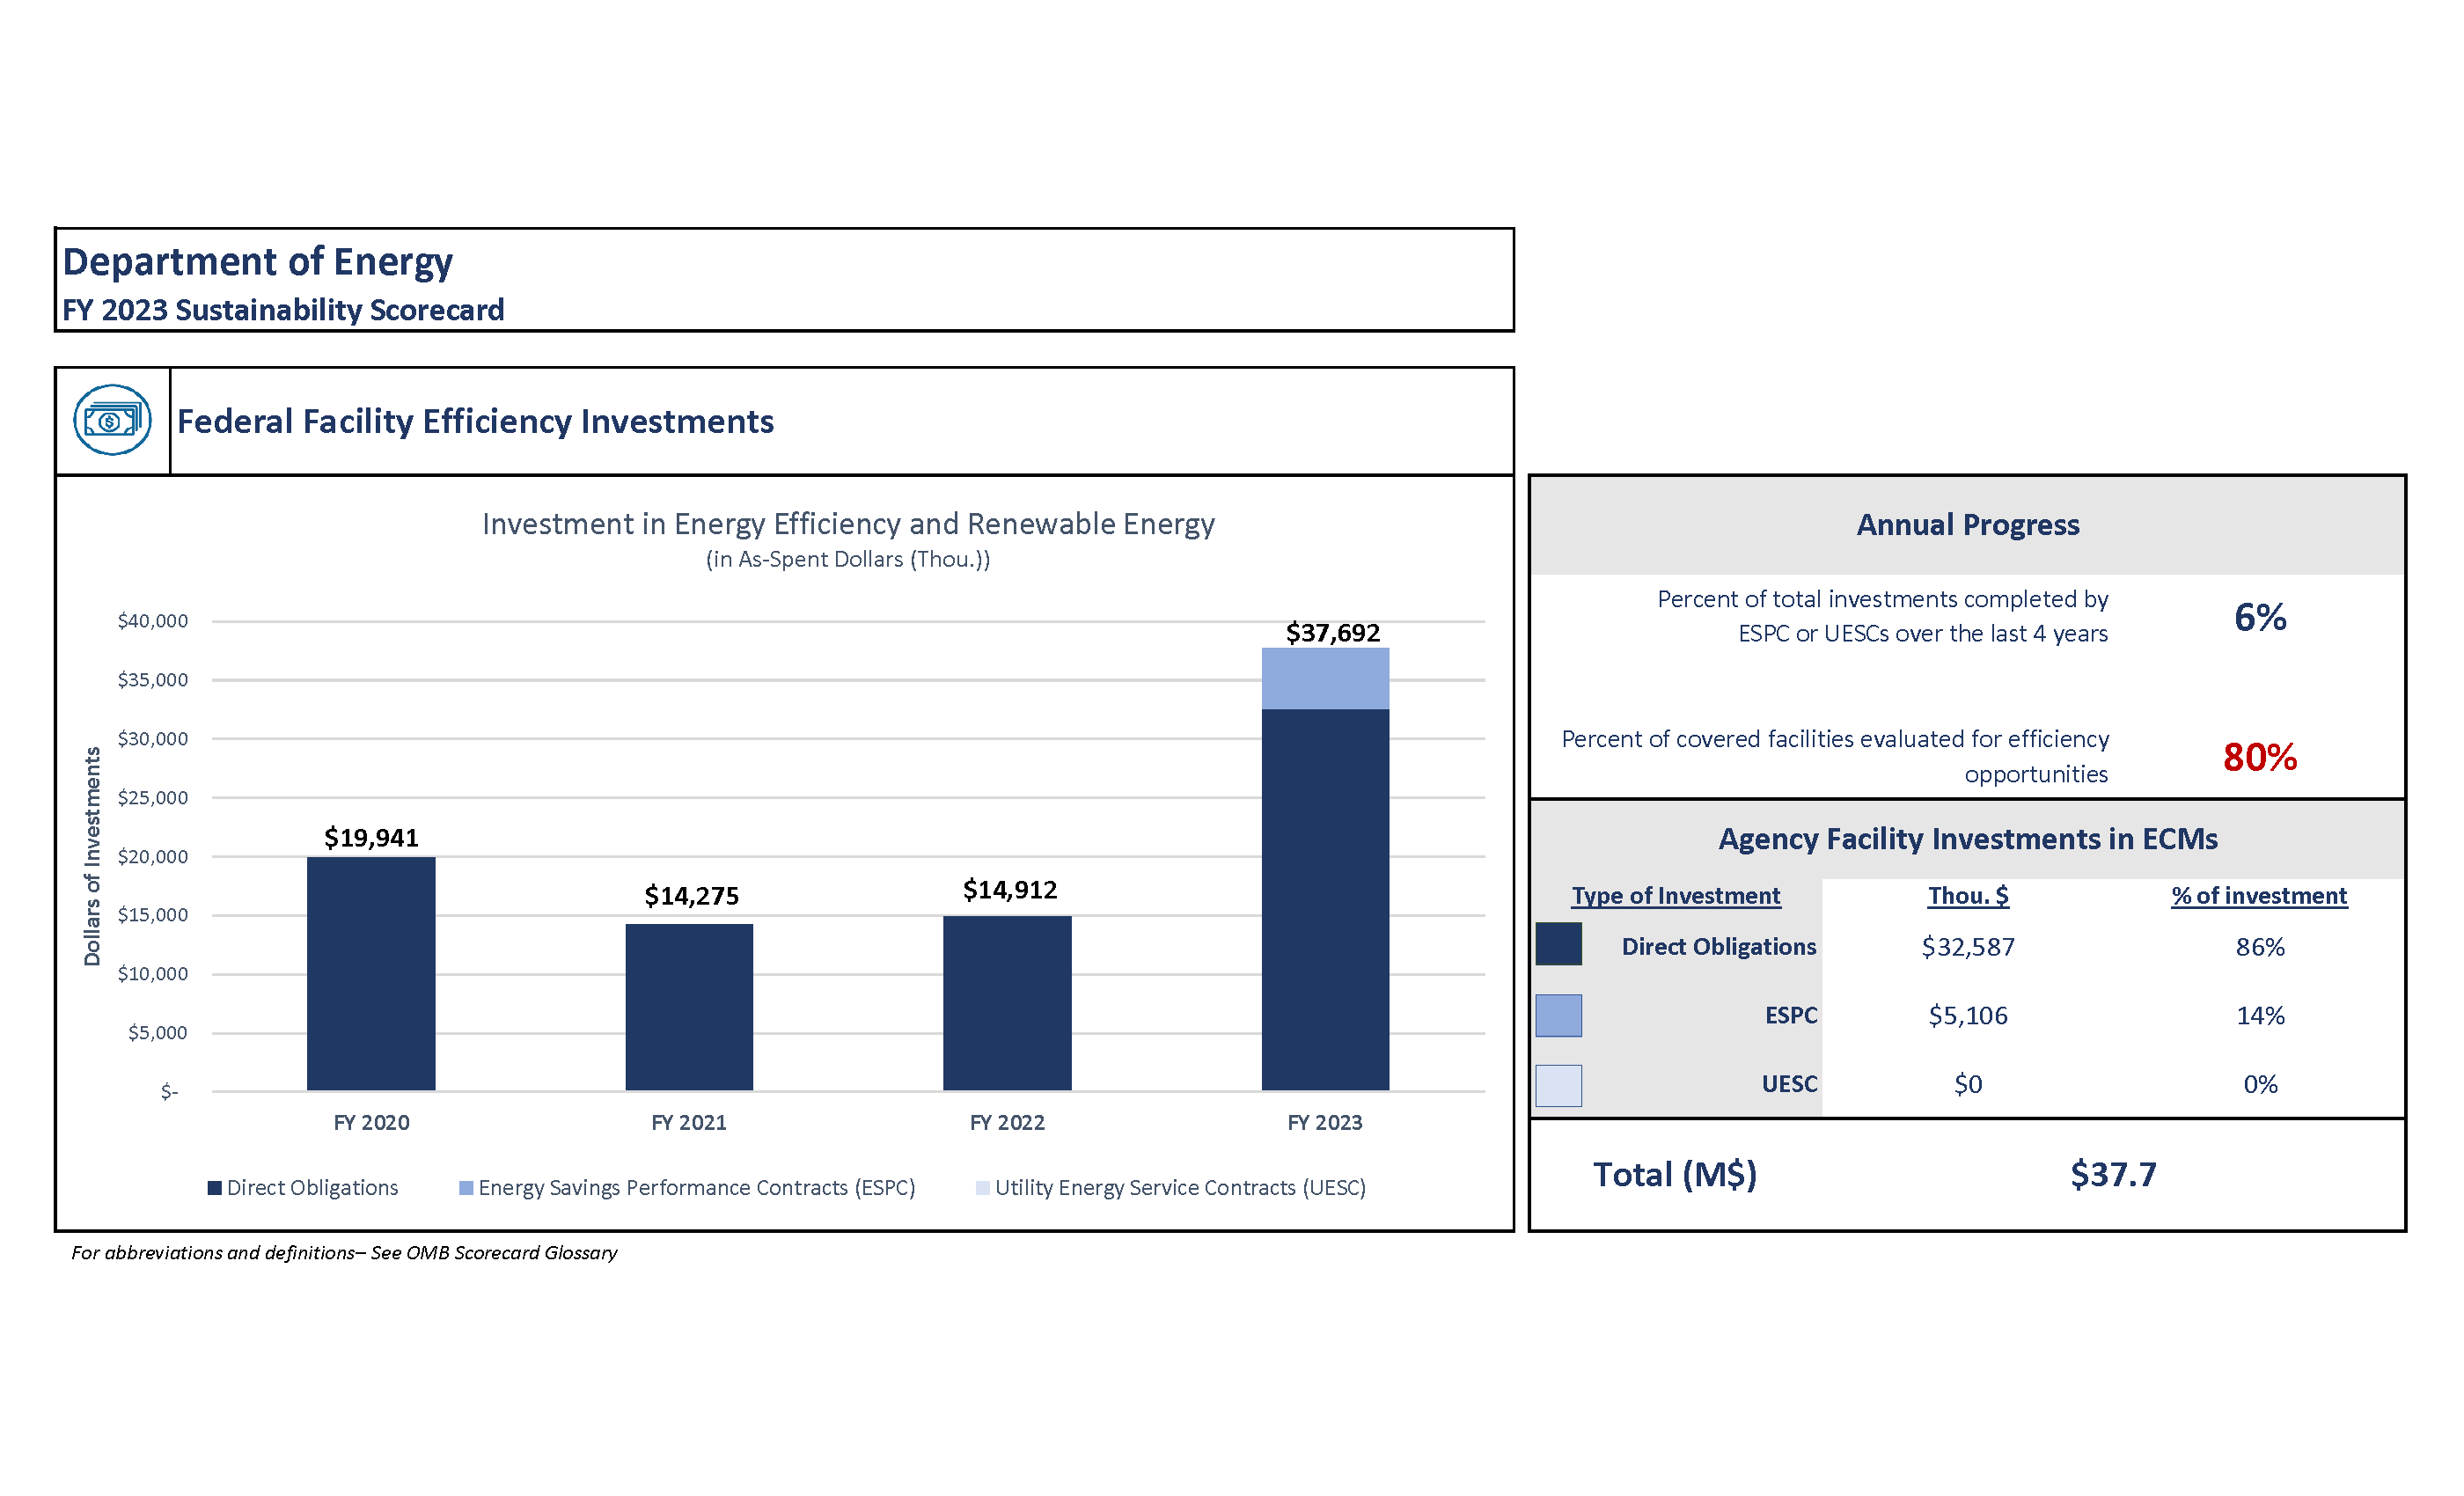 Department of Energy
FY 2023 Sustainability Scorecard
$
Federal Facility Efficiency Investments
Investment in Energy Efficiency and Renewable Energy
(in As-Spent Dollars (Thou.))
Dollars of Investments
$40,000
$35,000
$30,000
$25,000
$20,000
$15,000
$10,000
$5,000
$-
$19,941
$14,275
$14,912
$37,692
FY 2020
FY 2021
FY 2022
FY 2023
Direct Obligations
Energy Savings Performance Contracts (ESPC)
Utility Energy Service Contracts (UESC)
For abbreviations and definitions– See OMB Scorecard Glossary
Annual Progress
Percent of total investments completed by
ESPC or UESCs over the last 4 years
6%
Percent of covered facilities evaluated for efficiency
opportunities
80%
Agency Facility Investments in ECMs
Type of Investment Thou. $ % of investment
Direct Obligations $32,587 86%
ESPC $5,106 14%
UESC $0 0%
Total (M$) $37.7